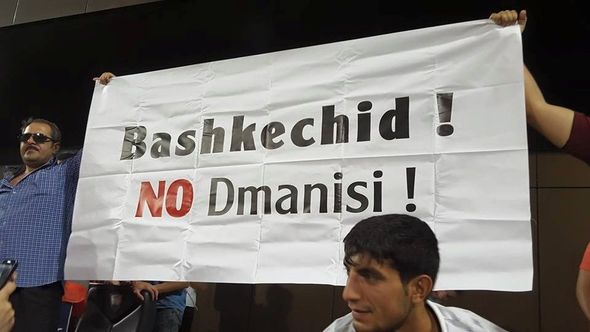 Bashkechid !
NO Dmanisi !